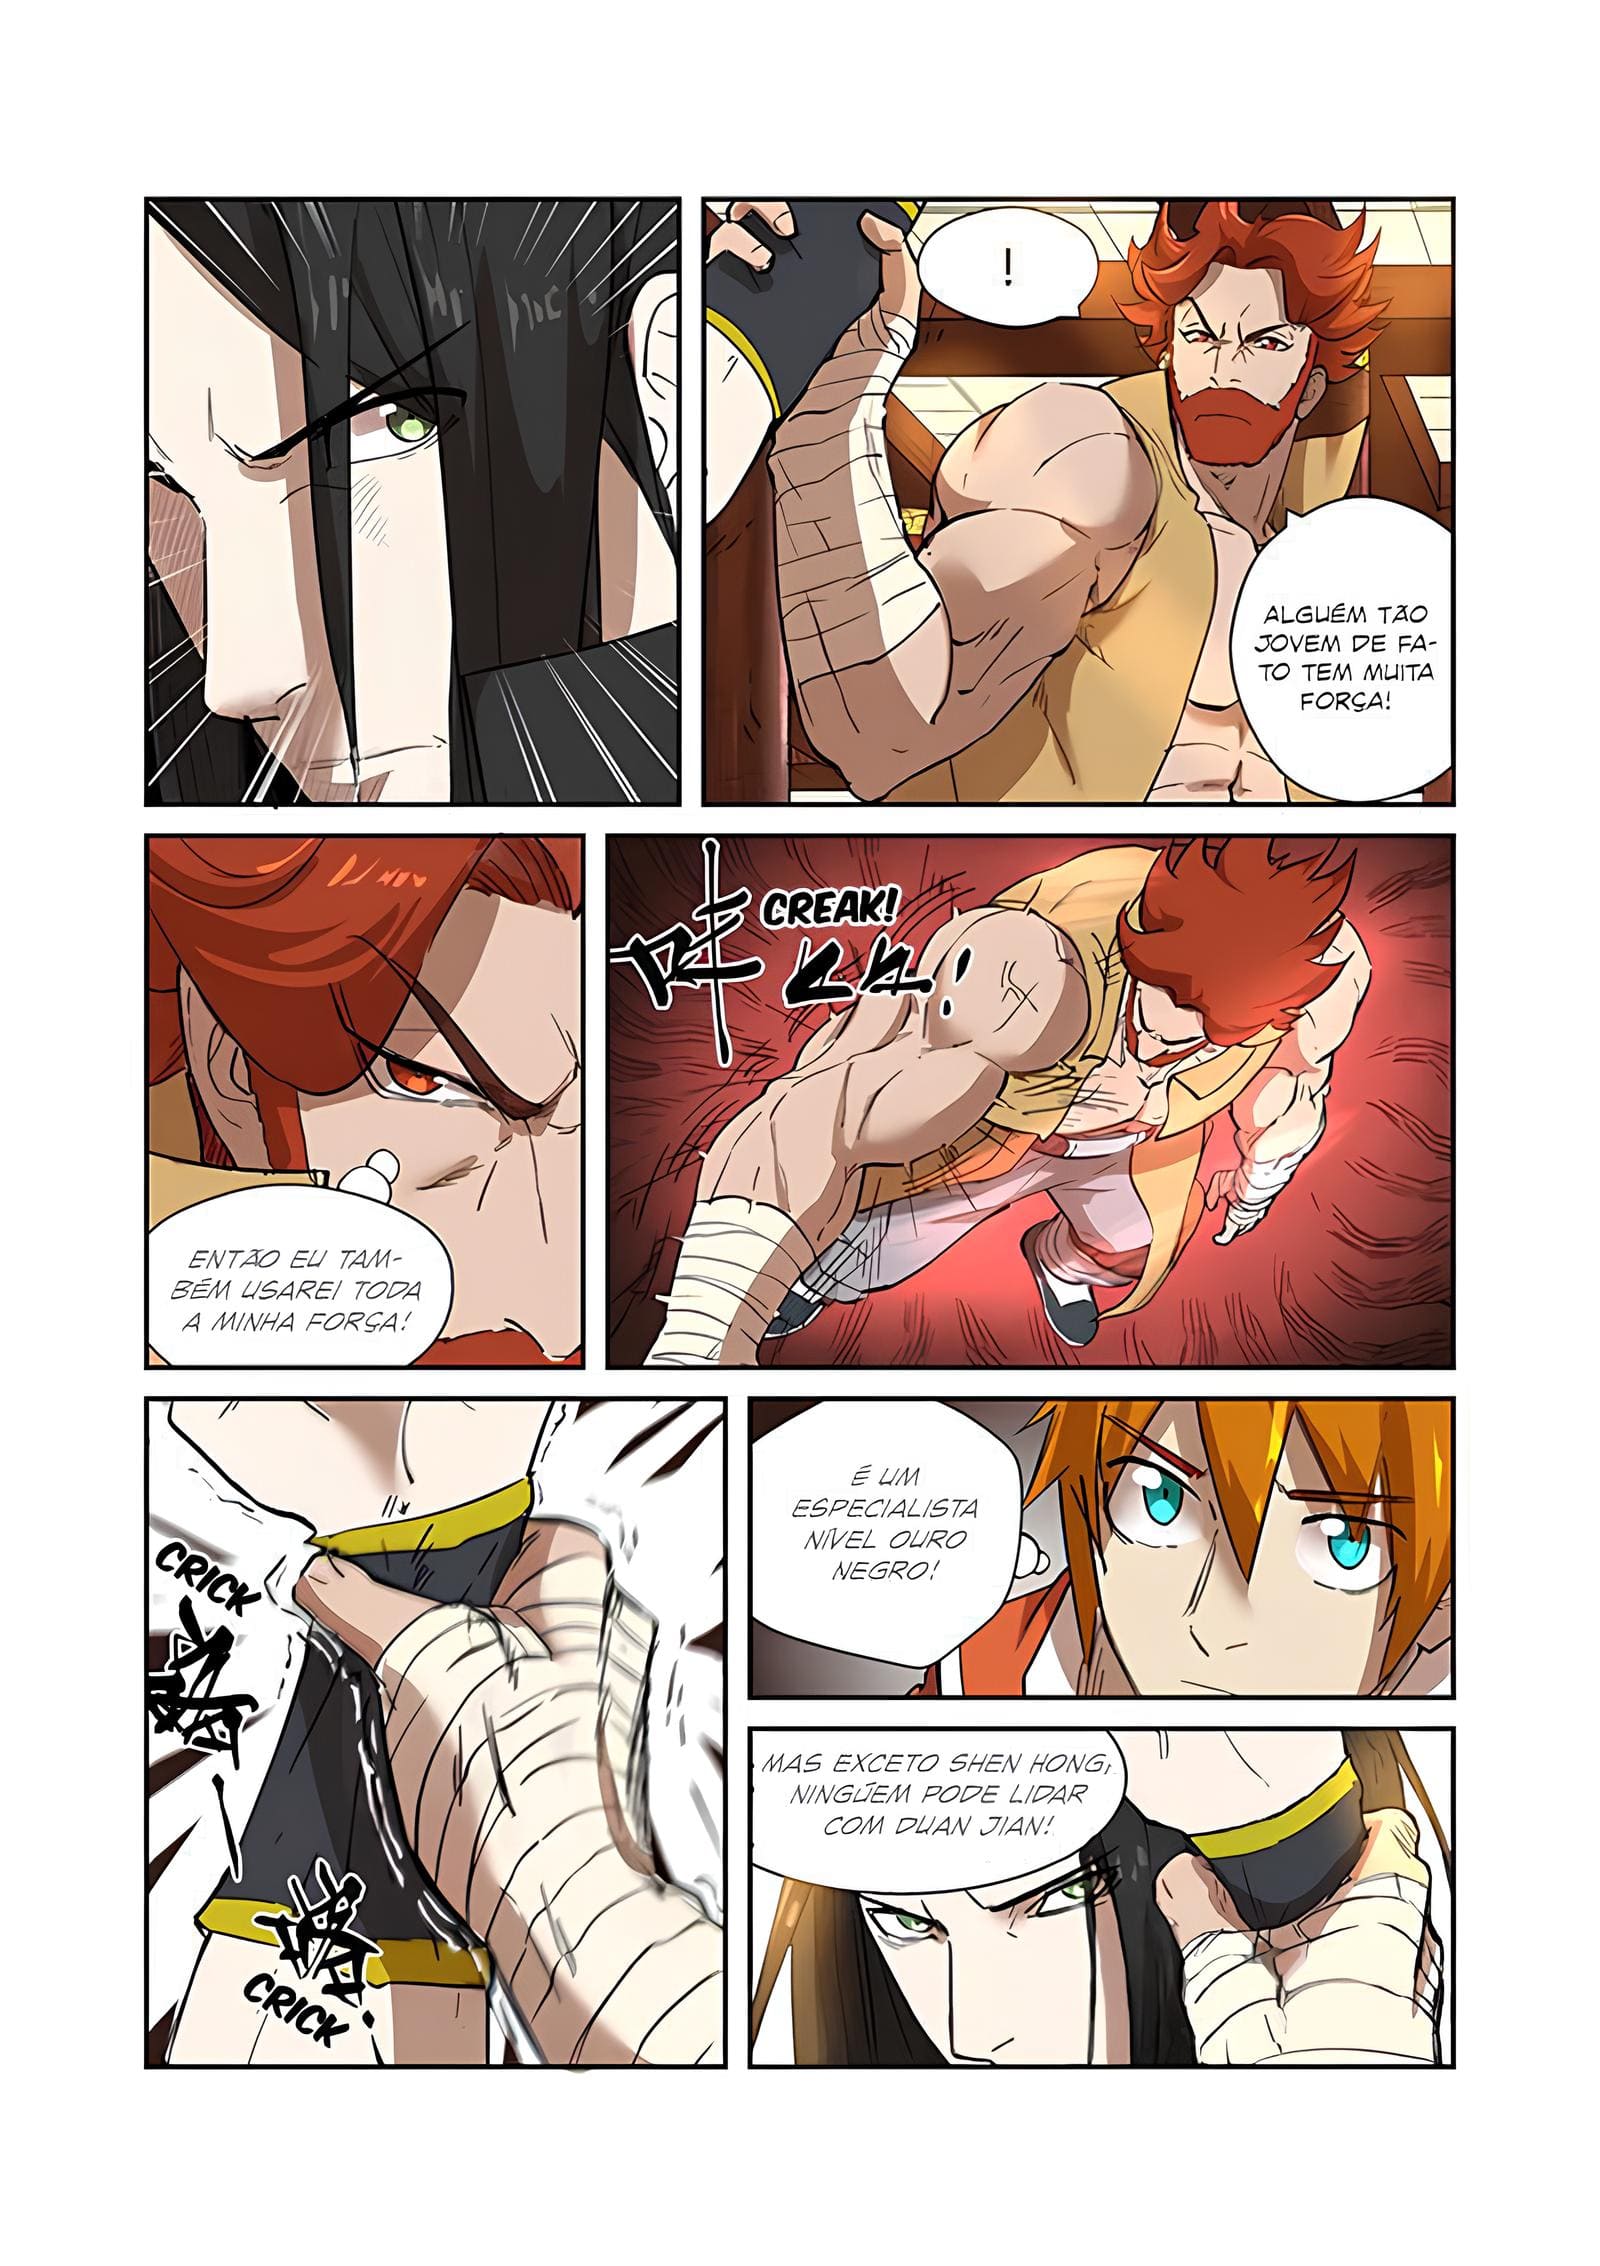 !
ALGUÉM TÃO
JOVEM DE FA-
TO TEM MUITA
FORÇA!
ENTÃO EU TAM-
BÉM USAREI TODA
A MINHA FORÇA!
CREAK!
É UM
ESPECIALISTA
NÍVEL OURO
NEGRO!
CRICK
CRICK
MAS EXCETO SHEN HONG,
NINGUÉM PODE LIDAR
COM DUAN JIAN!